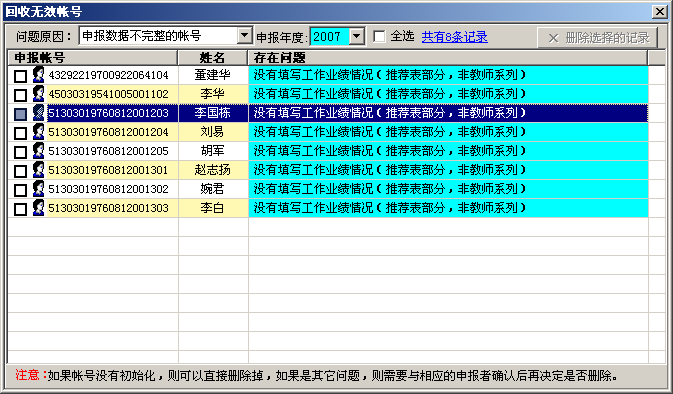 回收无效帐号
问题原因： 申报数据不完整的帐号 申报年度: 2007 全选 共有8条记录 删除选择的记录
申报帐号 姓名 存在问题
43292219700922064104 董建华 没有填写工作业绩情况（推荐表部分，非教师系列）
45030319541005001102 李华 没有填写工作业绩情况（推荐表部分，非教师系列）
51303019760812001203 李国栋 没有填写工作业绩情况（推荐表部分，非教师系列）
51303019760812001204 刘易 没有填写工作业绩情况（推荐表部分，非教师系列）
51303019760812001205 胡军 没有填写工作业绩情况（推荐表部分，非教师系列）
51303019760812001301 赵志扬 没有填写工作业绩情况（推荐表部分，非教师系列）
51303019760812001302 婉君 没有填写工作业绩情况（推荐表部分，非教师系列）
51303019760812001303 李白 没有填写工作业绩情况（推荐表部分，非教师系列）
注意:如果帐号没有初始化，则可以直接删除掉，如果是其它问题，则需要与相应的申报者确认后再决定是否删除。